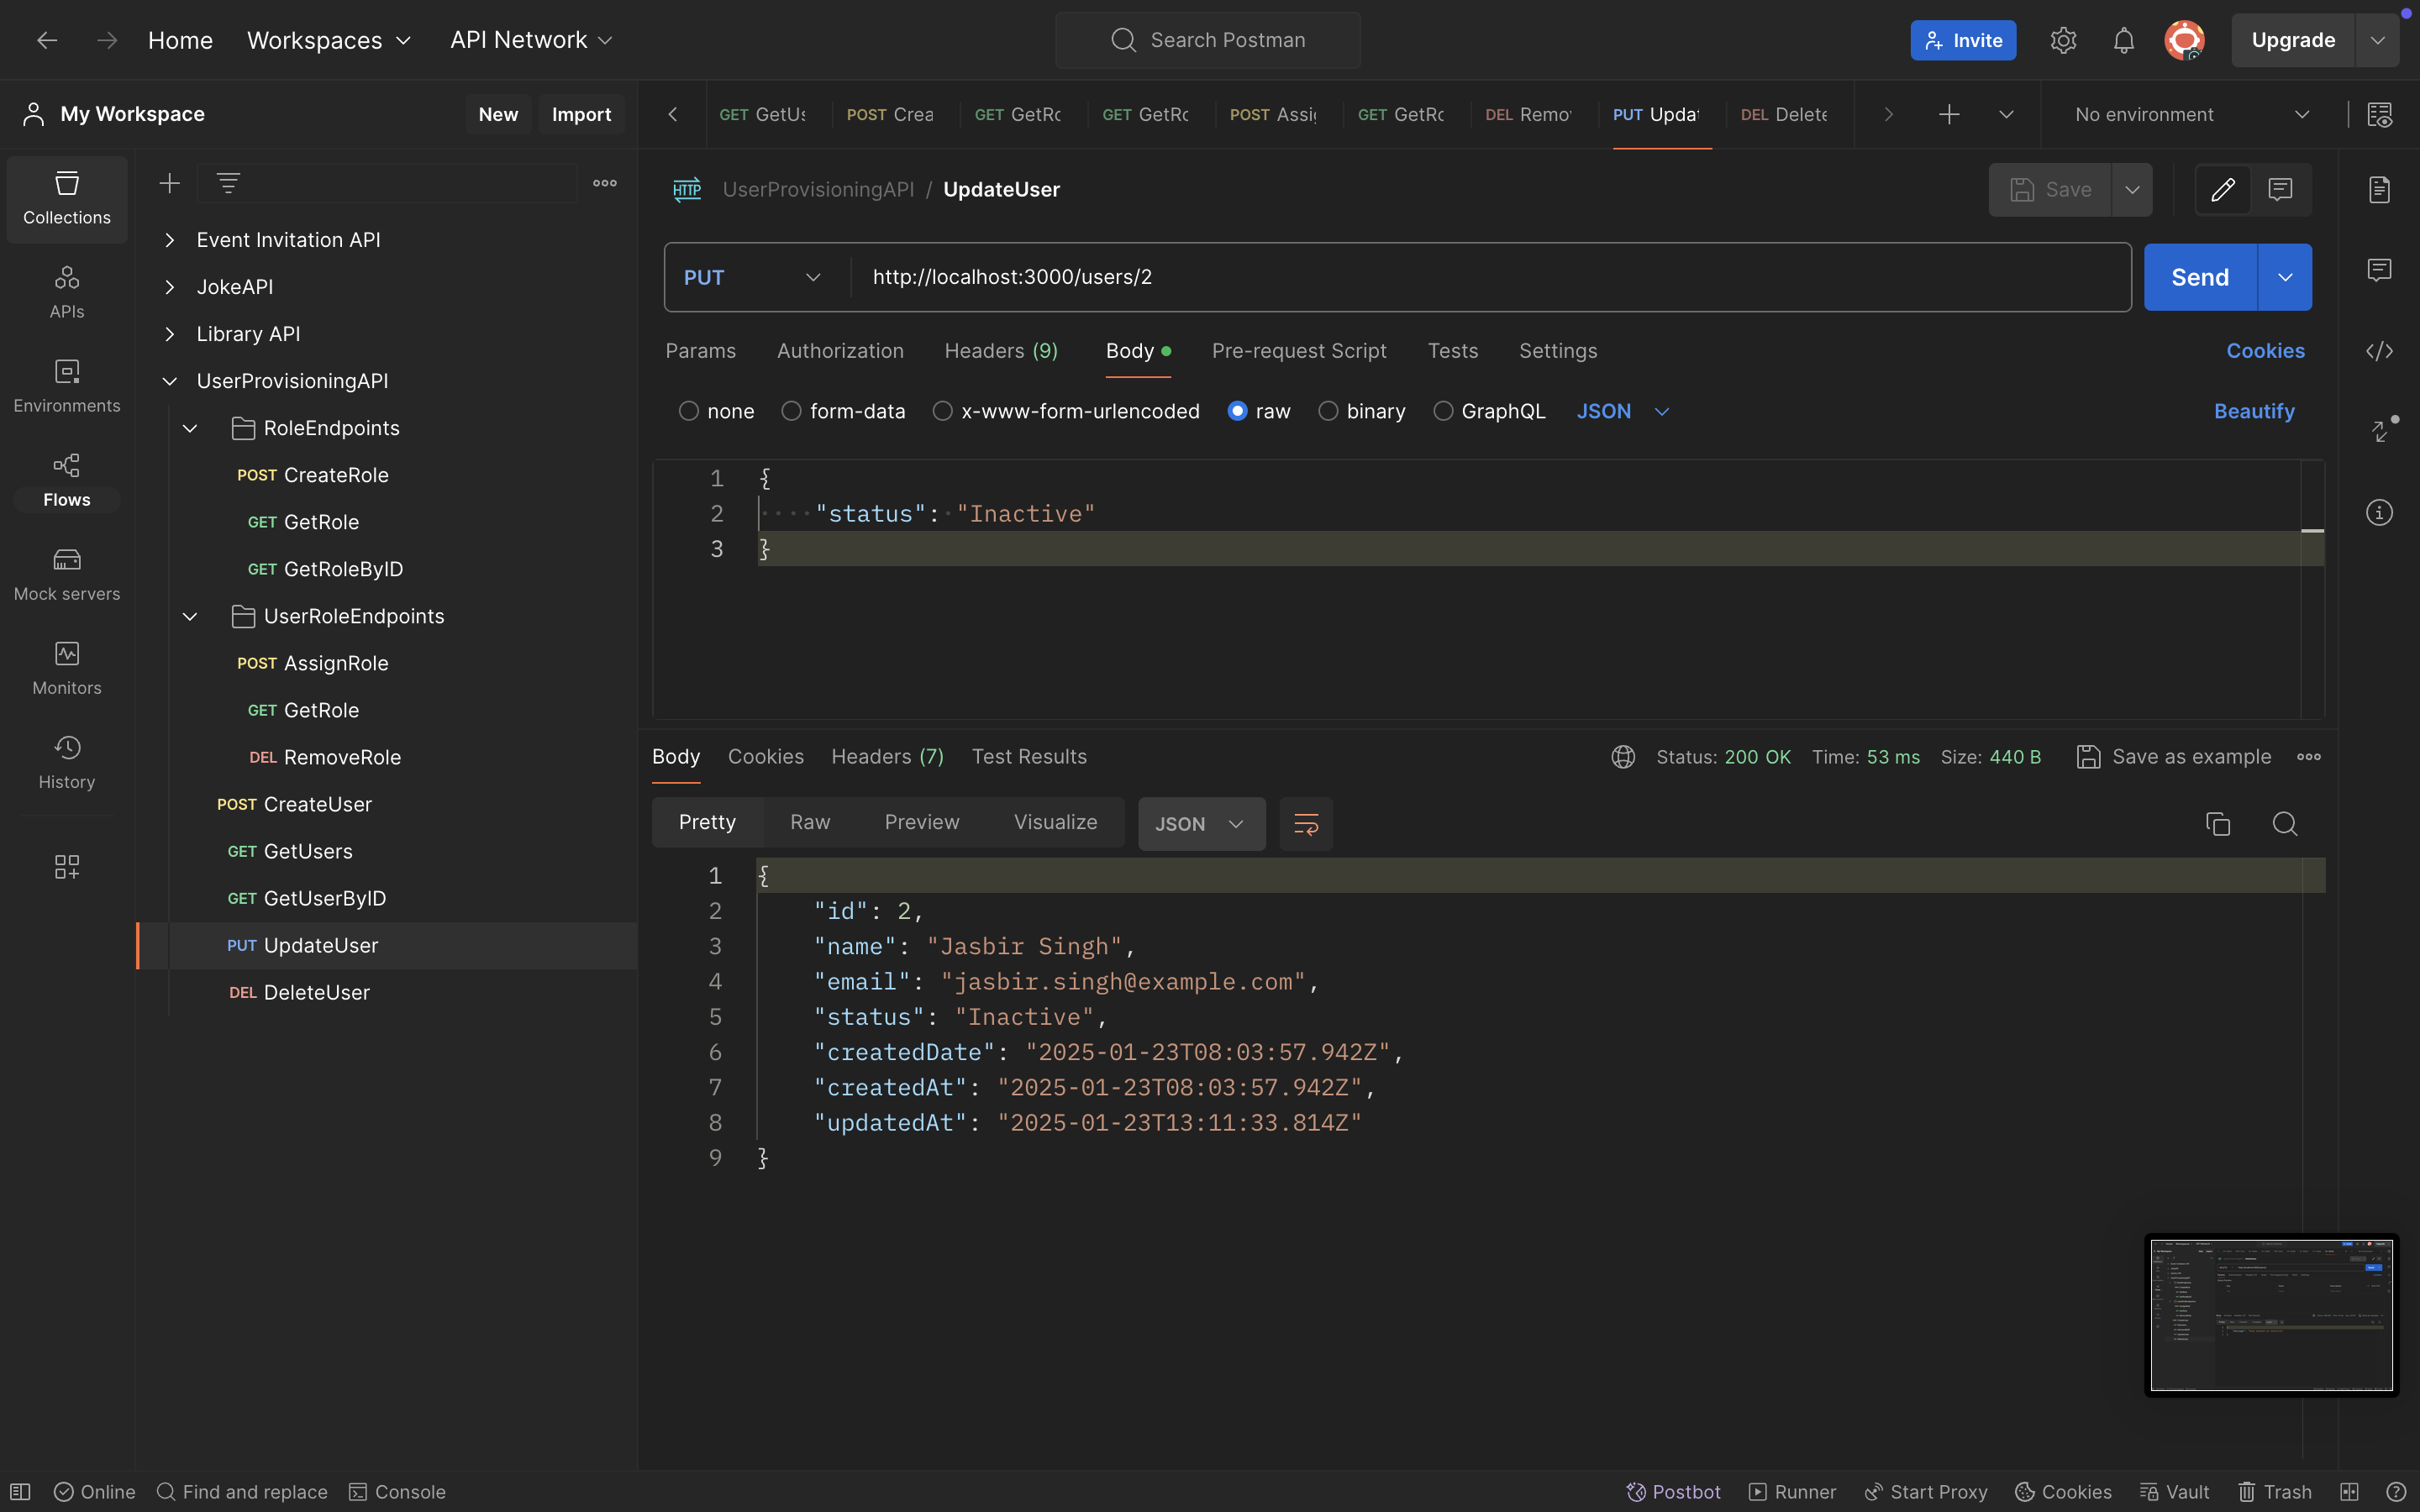 Home Workspaces API Network Search Postman Invite Upgrade
My Workspace New Import
GET GetUs POST Crea GET GetRo GET GetRo POST Assi GET GetRo DEL Remov PUT Updat DEL Delete No environment
Collections
APIs
Environments
Flows
Mock servers
Monitors
History
Event Invitation API
JokeAPI
Library API
UserProvisioningAPI
RoleEndpoints
POST CreateRole
GET GetRole
GET GetRoleByID
UserRoleEndpoints
POST AssignRole
GET GetRole
DEL RemoveRole
POST CreateUser
GET GetUsers
GET GetUserByID
PUT UpdateUser
DEL DeleteUser
HTTP UserProvisioningAPI / UpdateUser Save
PUT http://localhost:3000/users/2 Send
Params Authorization Headers (9) Body Pre-request Script Tests Settings Cookies
none form-data x-www-form-urlencoded raw binary GraphQL JSON Beautify
1 {
2 "status": "Inactive"
3 }
Body Cookies Headers (7) Test Results Status: 200 OK Time: 53 ms Size: 440 B Save as example
Pretty Raw Preview Visualize JSON
1 {
2 "id": 2,
3 "name": "Jasbir Singh",
4 "email": "jasbir.singh@example.com",
5 "status": "Inactive",
6 "createdDate": "2025-01-23T08:03:57.942Z",
7 "createdAt": "2025-01-23T08:03:57.942Z",
8 "updatedAt": "2025-01-23T13:11:33.814Z"
9 }
Online Find and replace Console Postbot Runner Start Proxy Cookies Vault Trash